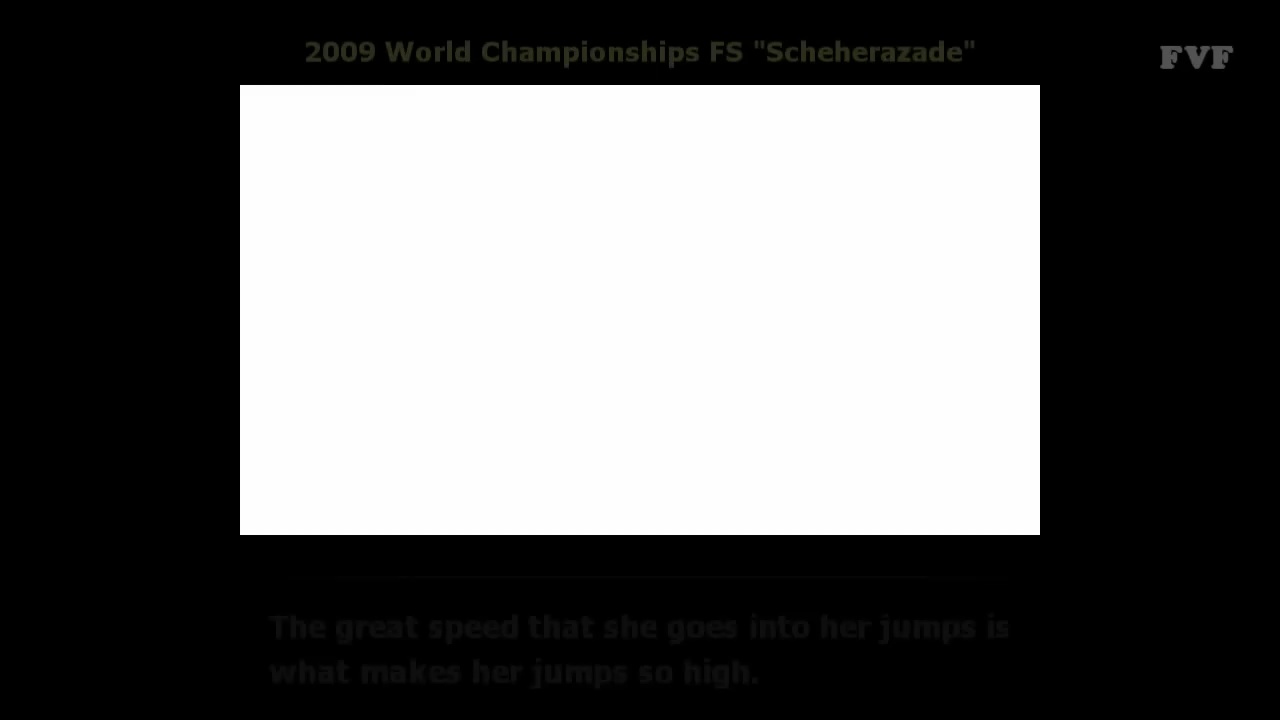 2009 World Championships FS "Scheherazade"
FVF
The great speed that she goes into her jumps is
what makes her jumps so high.